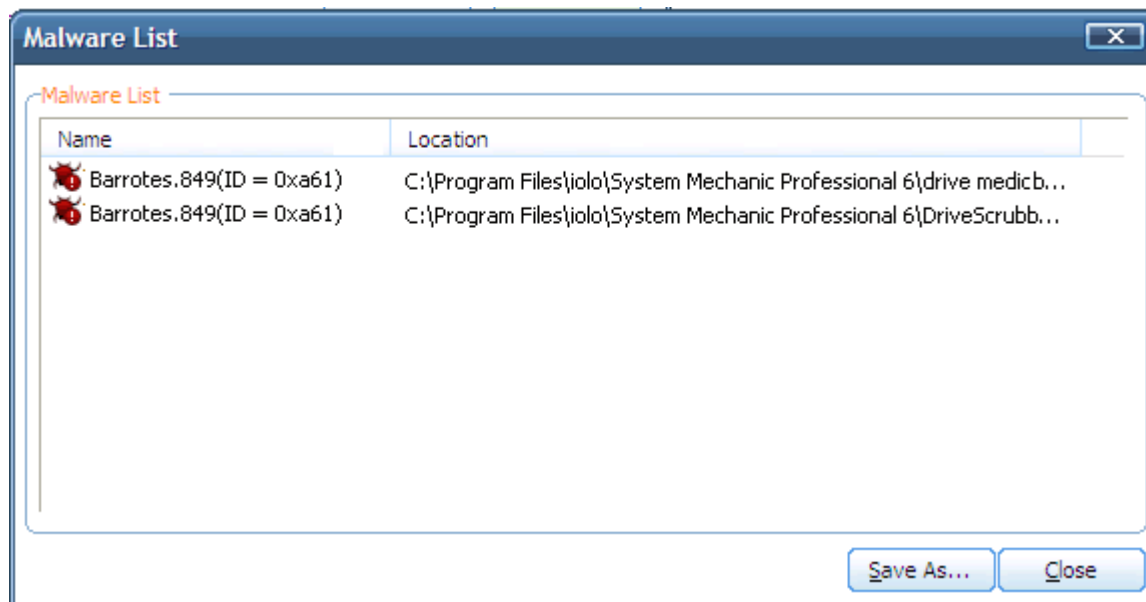 Malware List
Malware List
Name Location
Barrotes.849(ID = 0xa61) C:\Program Files\iolo\System Mechanic Professional 6\drive medicb...
Barrotes.849(ID = 0xa61) C:\Program Files\iolo\System Mechanic Professional 6\DriveScrubb...
Save As... Close